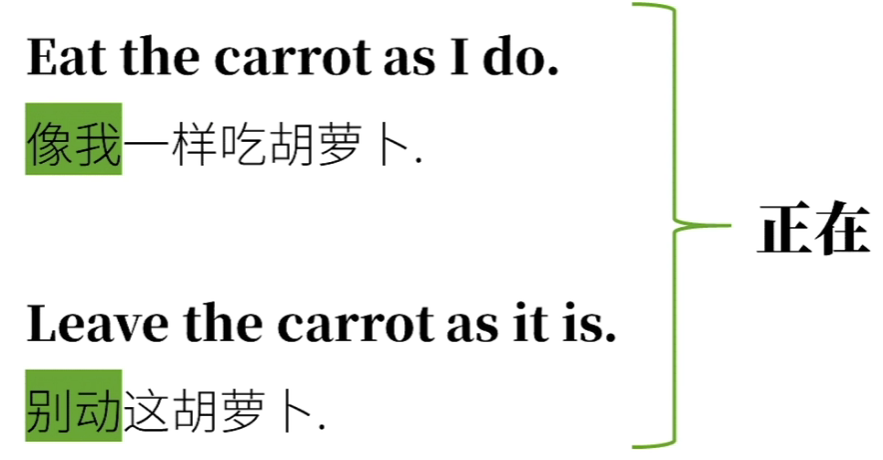 Eat the carrot as I do.
像我一样吃胡萝卜.
正在
Leave the carrot as it is.
别动这胡萝卜.